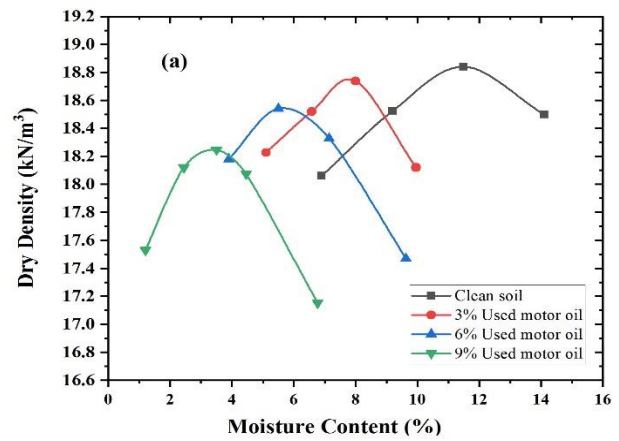 19.2
19.0
18.8
18.6
18.4
18.2
18.0
17.8
17.6
17.4
17.2
17.0
16.8
16.6
Dry Density (kN/m³)
(a)
Clean soil
3% Used motor oil
6% Used motor oil
9% Used motor oil
0 2 4 6 8 10 12 14 16
Moisture Content (%)